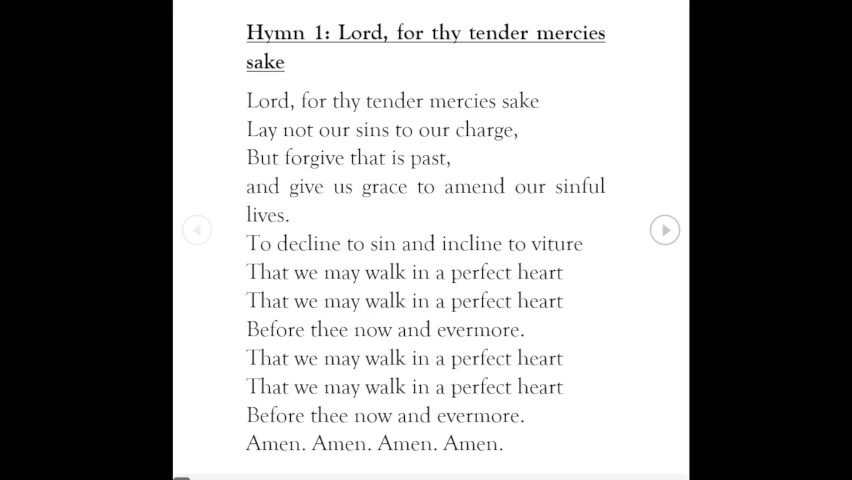 Hymn 1: Lord, for thy tender mercies
sake
Lord, for thy tender mercies sake
Lay not our sins to our charge,
But forgive that is past,
and give us grace to amend our sinful
lives.
To decline to sin and incline to viture
That we may walk in a perfect heart
That we may walk in a perfect heart
Before thee now and evermore.
That we may walk in a perfect heart
That we may walk in a perfect heart
Before thee now and evermore.
Amen. Amen. Amen. Amen.